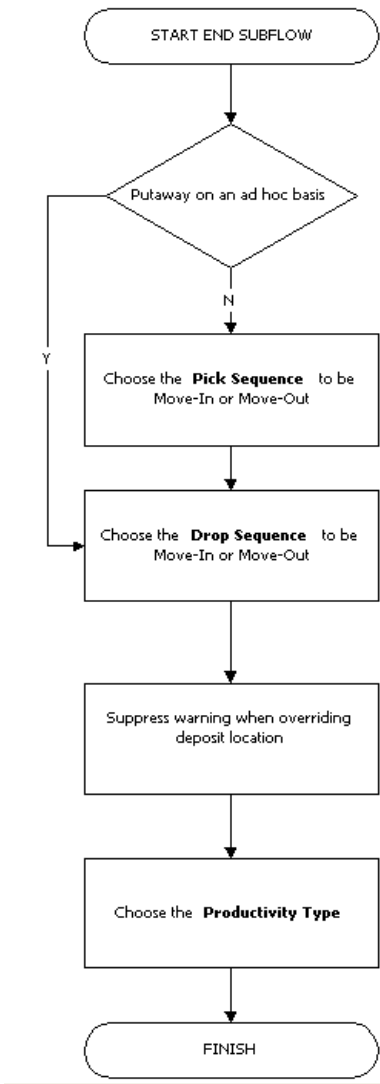 START END SUBFLOW
Putaway on an ad hoc basis
N
Y
Choose the Pick Sequence to be
Move-In or Move-Out
Choose the Drop Sequence to be
Move-In or Move-Out
Suppress warning when overriding
deposit location
Choose the Productivity Type
FINISH